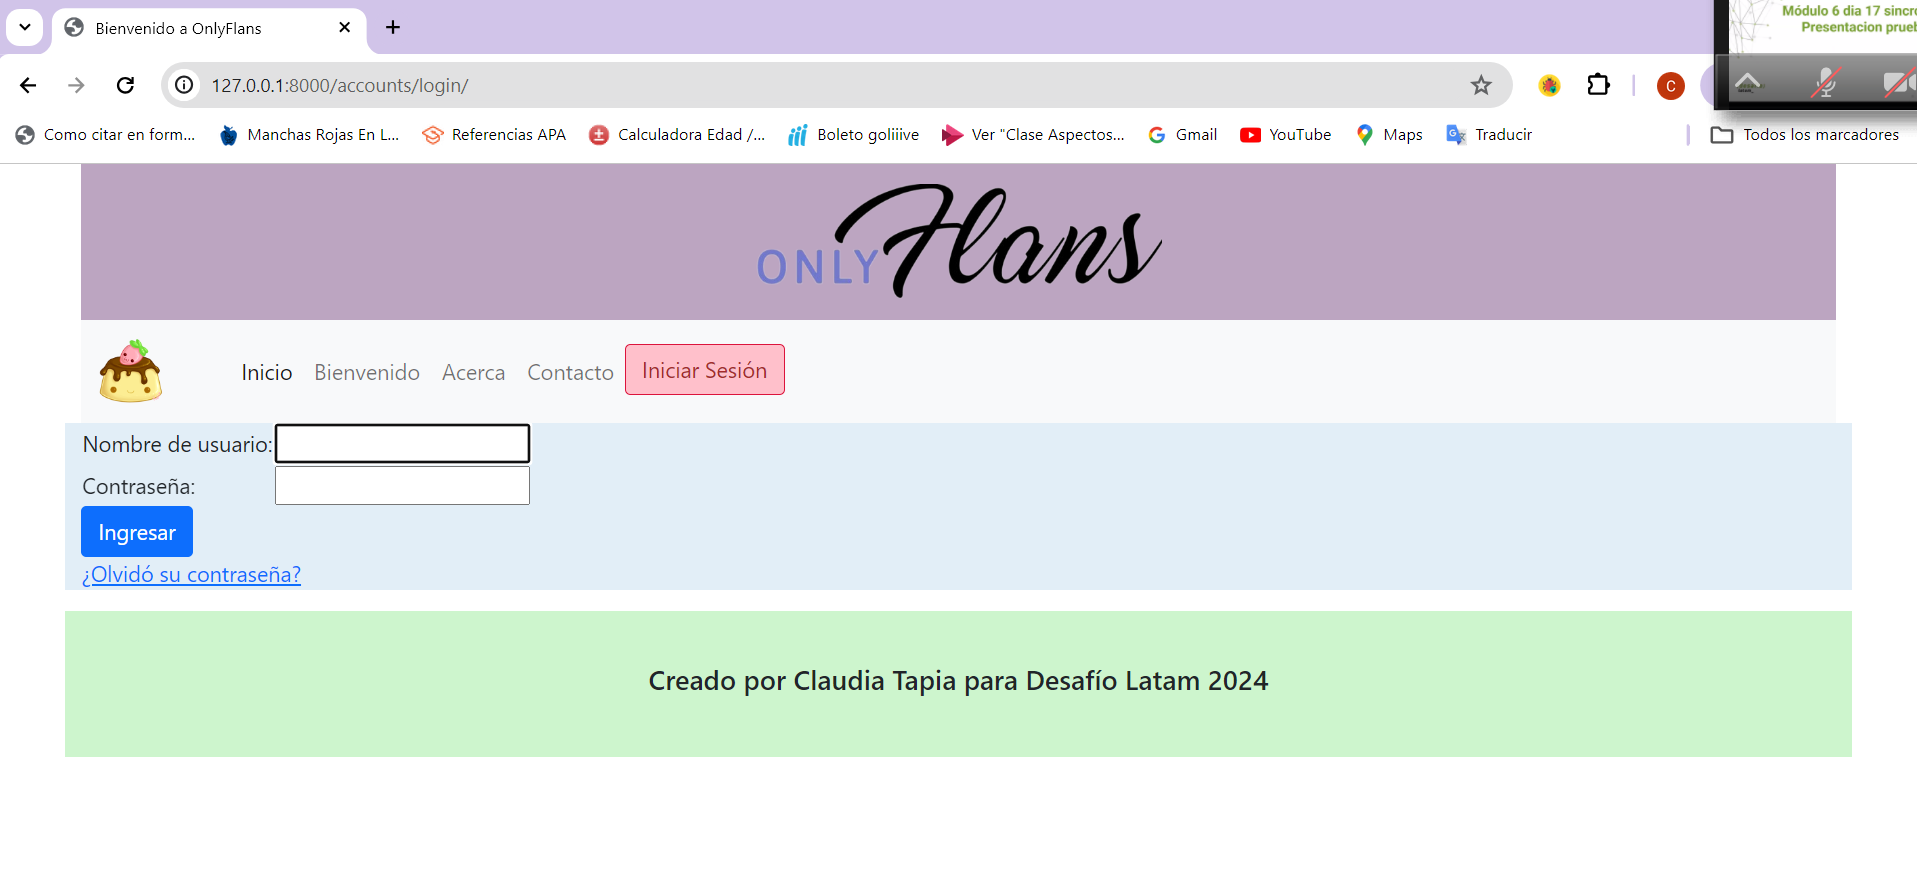 Bienvenido a OnlyFlans
Módulo 6 dia 17
Presentacion
127.0.0.1:8000/accounts/login/
C
Como citar en form...
Manchas Rojas En L...
Referencias APA
Calculadora Edad /...
Boleto goliiive
Ver "Clase Aspectos...
Gmail
YouTube
Maps
Traducir
Todos los marcadores
ONLY Flans
Inicio
Bienvenido
Acerca
Contacto
Iniciar Sesión
Nombre de usuario:
Contraseña:
Ingresar
¿Olvidó su contraseña?
Creado por Claudia Tapia para Desafío Latam 2024